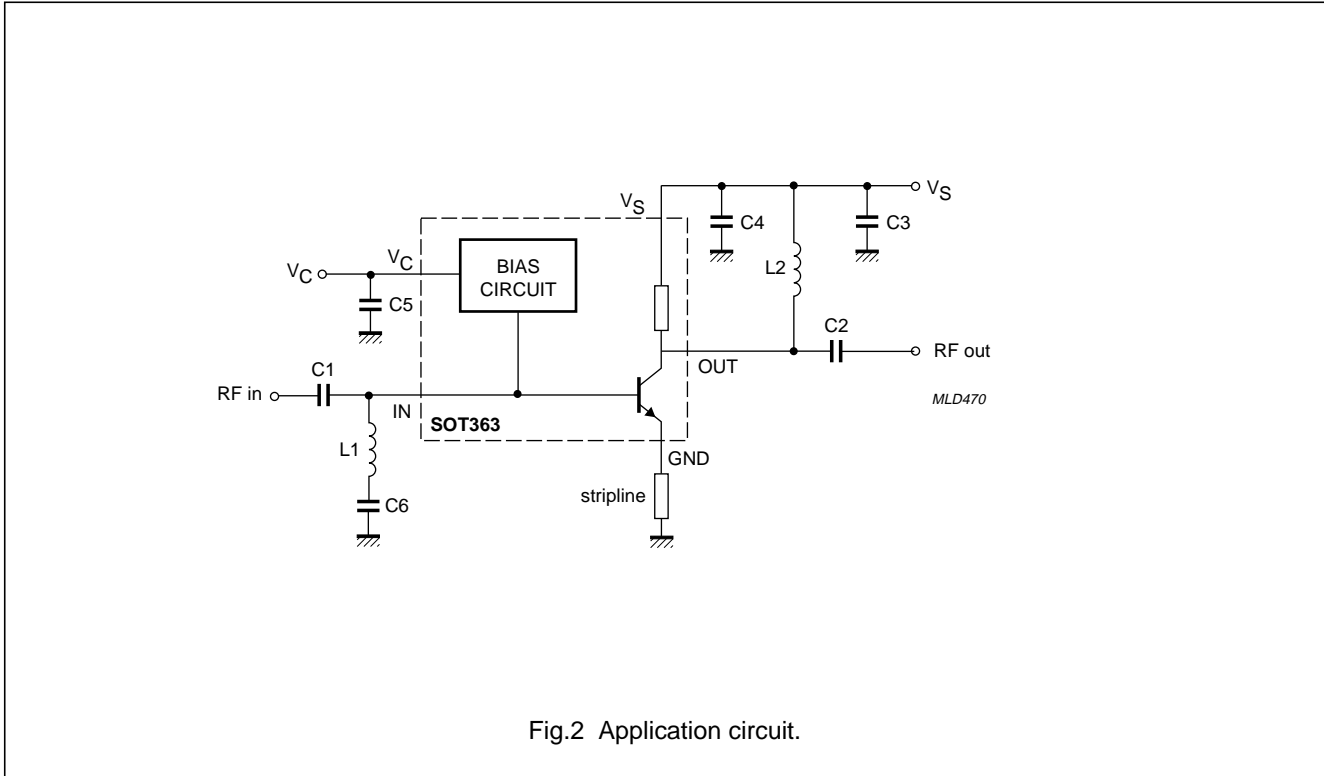 VS
VS
C4
C3
L2
VC
VC
BIAS
CIRCUIT
C5
C2
RF out
OUT
C1
RF in
IN
SOT363
MLD470
L1
GND
stripline
C6
Fig.2 Application circuit.